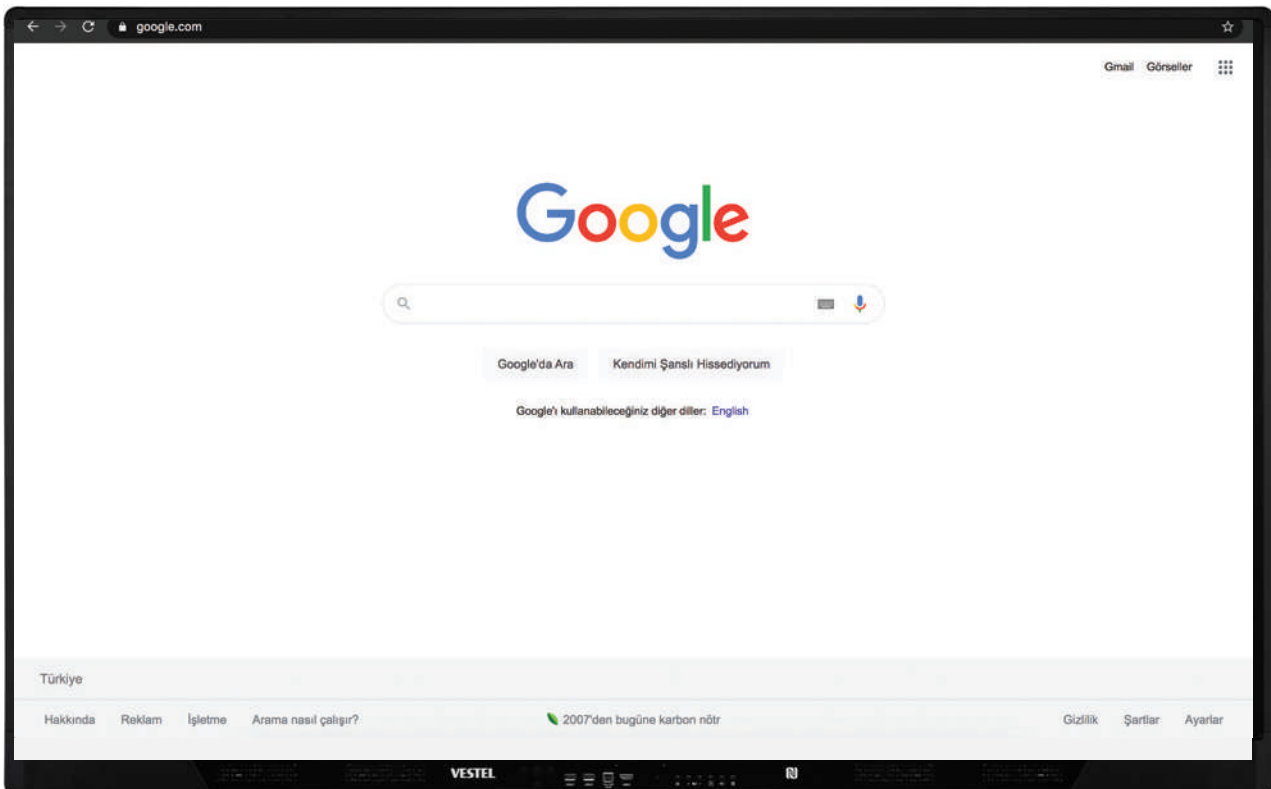 google.com
Gmail Görseller
Google
Google'da Ara Kendimi Şanslı Hissediyorum
Google'ı kullanabileceğiniz diğer diller: English
Türkiye
Hakkında Reklam İşletme Arama nasıl çalışır? 2007'den bugüne karbon nötr Gizlilik Şartlar Ayarlar
VESTEL